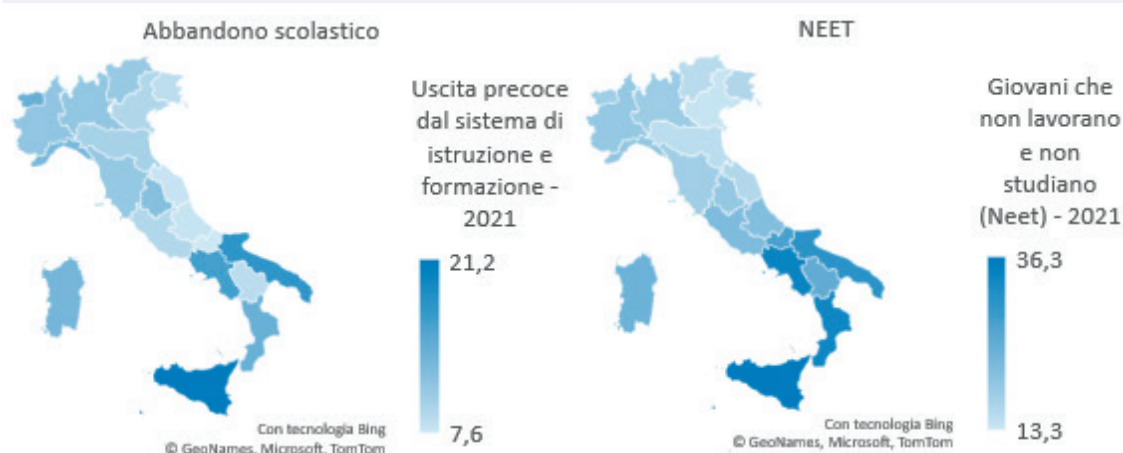 Abbandono scolastico
Uscita precoce
dal sistema di
istruzione e
formazione -
2021
21,2
7,6
Con tecnologia Bing
© GeoNames, Microsoft, TomTom
NEET
Giovani che
non lavorano
e non
studiano
(Neet) - 2021
36,3
13,3
Con tecnologia Bing
© GeoNames, Microsoft, TomTom